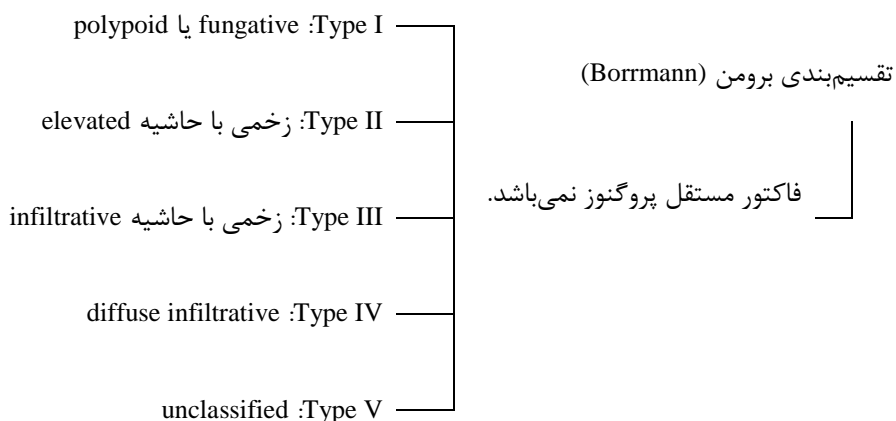 تقسیم‌بندی برومن (Borrmann)
فاکتور مستقل پروگنوز نمی‌باشد.
Type I: fungative یا polypoid
Type II: زخمی با حاشیه elevated
Type III: زخمی با حاشیه infiltrative
Type IV: diffuse infiltrative
Type V: unclassified